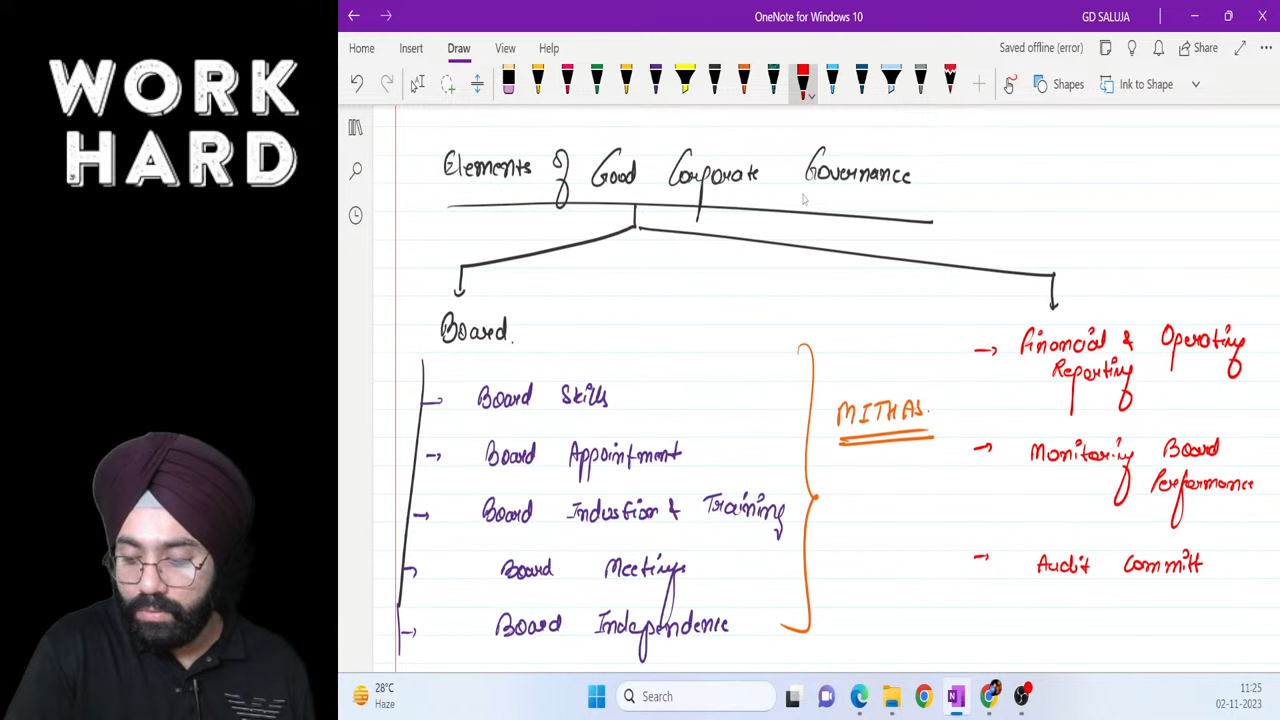 WORK
HARD
OneNote for Windows 10
GD SALUJA
Home
Insert
Draw
View
Help
Saved offline (error)
Share
Shapes
Ink to Shape
Elements of Good Corporate Governance
Board.
Board Skills
Board Appointment
Board Industion & Training
Board Meetings
Board Independence
MITHAS.
Financial & Operating
Reporting
Monitoring Board
Performance
Audit Committ
28°C
Haze
Search
11:25
02-11-2023